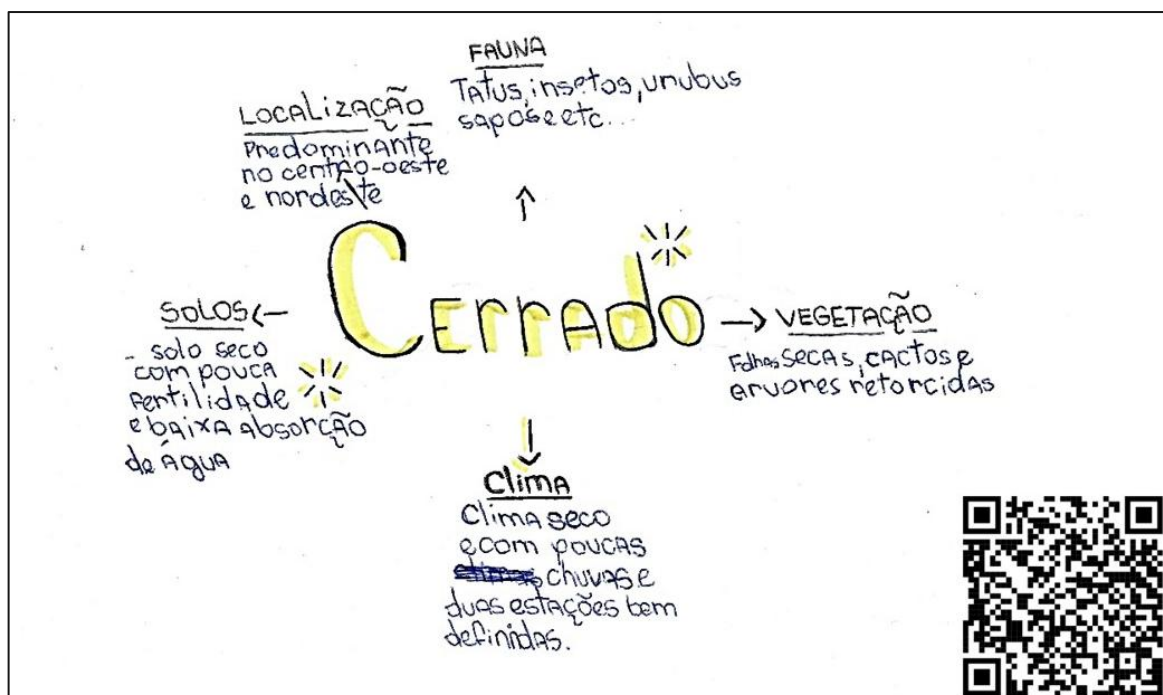 FAUNA
Tatus, insetos, urubus
sapos e etc...
LOCALIZAÇÃO
Predominante
no centro-oeste
e nordeste
CERRADO
SOLOS
- solo seco
com pouca
fertilidade
e baixa absorção
de água
VEGETAÇÃO
Folhas secas, cactos e
arvores retorcidas
Clima
Clima seco
e com poucas
chuvas e
duas estações bem
definidas.